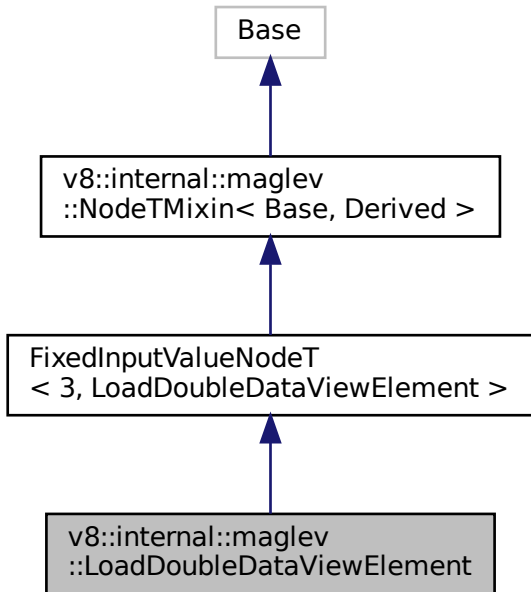 Base
v8::internal::maglev
::NodeTMixin< Base, Derived >
FixedInputValueNodeT
< 3, LoadDoubleDataViewElement >
v8::internal::maglev
::LoadDoubleDataViewElement